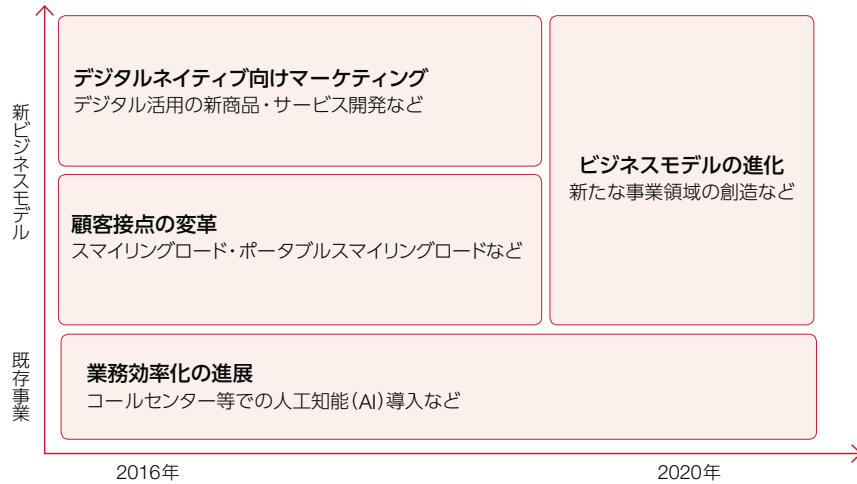 新ビジネスモデル
既存事業
デジタルネイティブ向けマーケティング
デジタル活用の新商品・サービス開発など
顧客接点の変革
スマイリングロード・ポータブルスマイリングロードなど
ビジネスモデルの進化
新たな事業領域の創造など
業務効率化の進展
コールセンター等での人工知能(AI)導入など
2016年
2020年